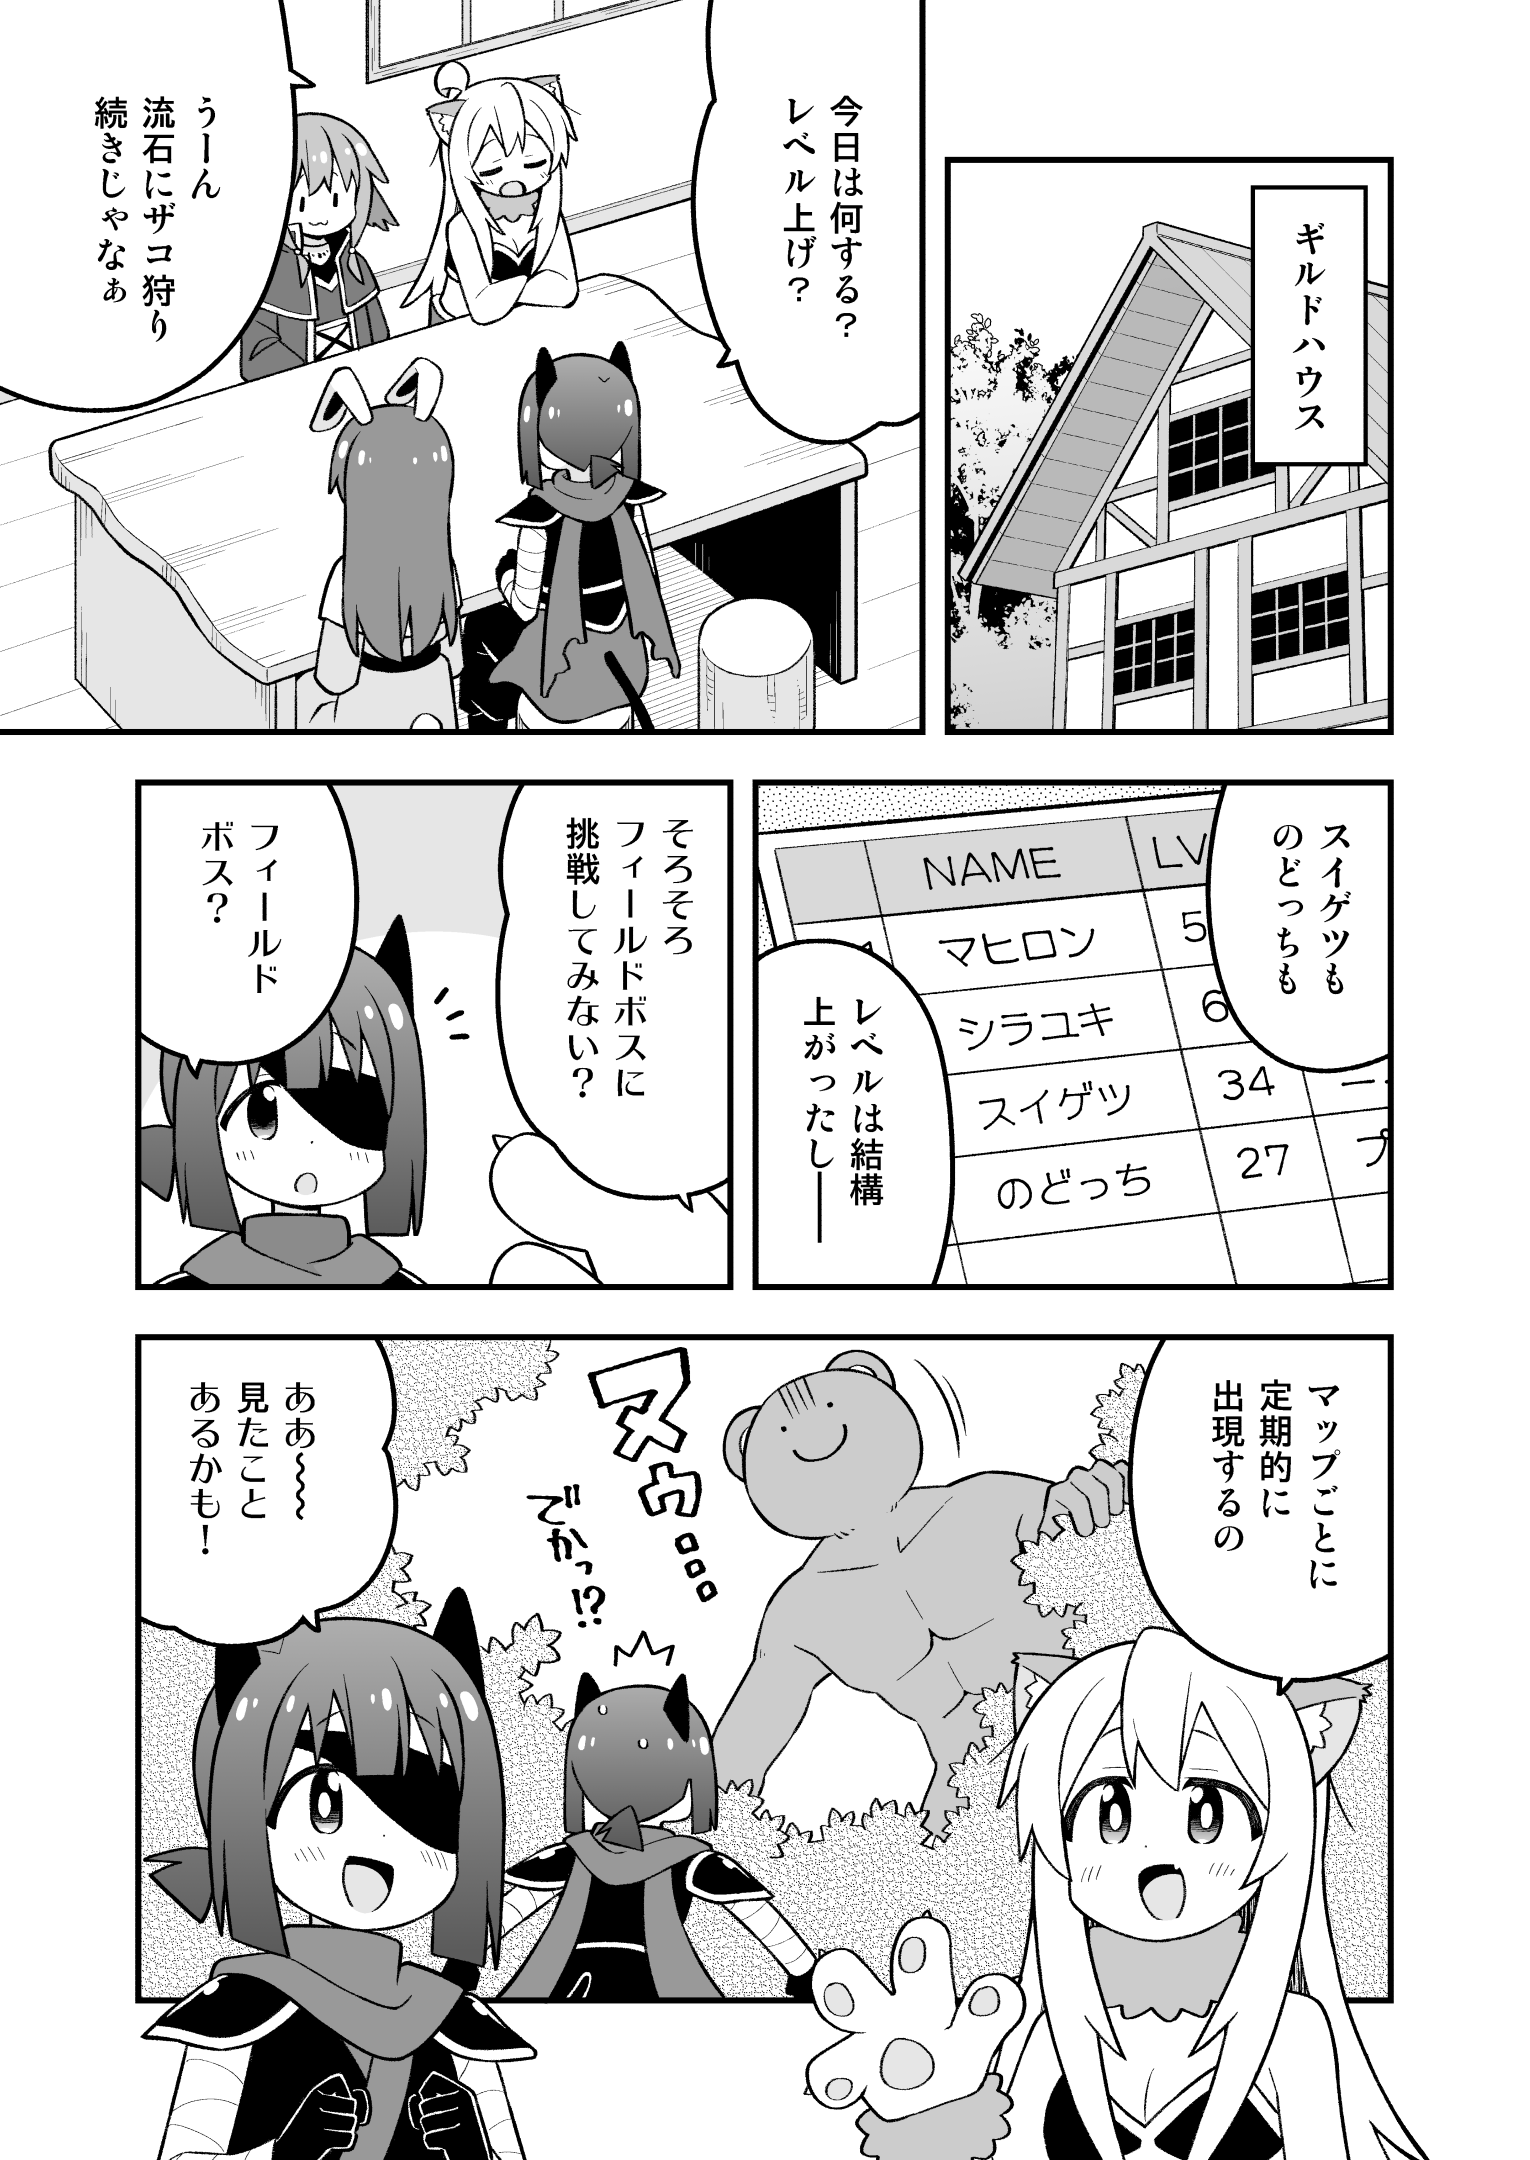 ギルドハウス
今日は何する?
レベル上げ?
うーん
流石にザコ狩り
続きじゃなぁ
スイゲツも
のどっちも
NAME LV
マヒロン 5
シラユキ 6
スイゲツ 34
のどっち 27 プ
レベルは結構
上がったし――
そろそろ
フィールドボスに
挑戦してみない?
フィールド
ボス?
マップごとに
定期的に
出現するの
ヌゥ…
でかっ!?
ああ〜〜
見たこと
あるかも!